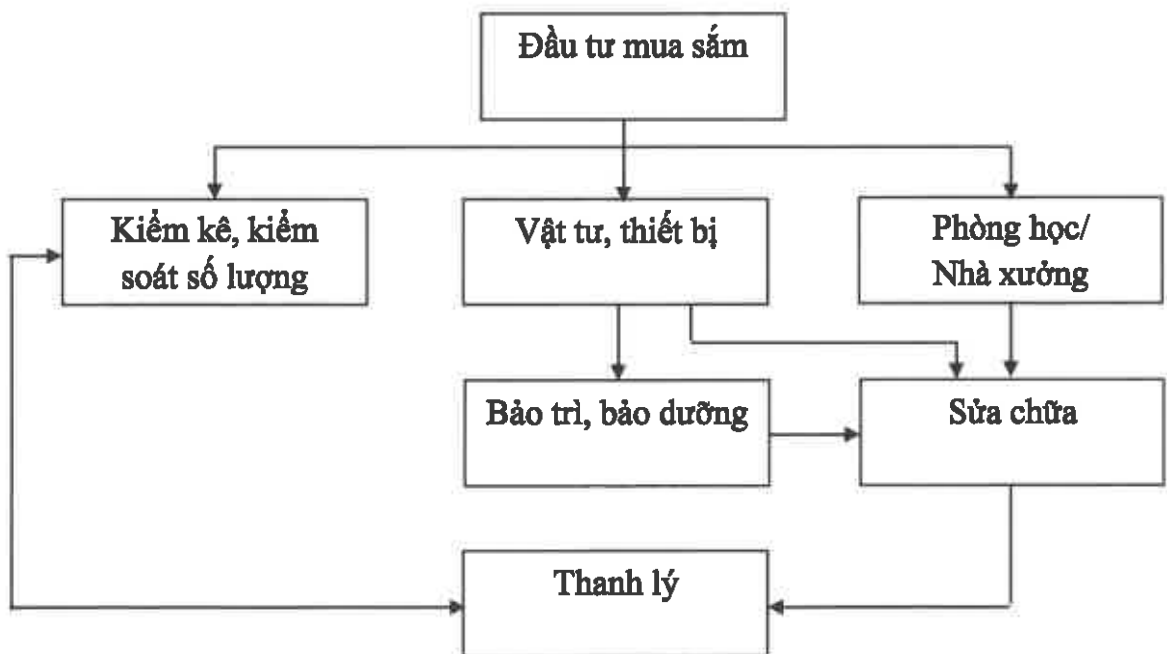 Đầu tư mua sắm
Kiểm kê, kiểm
soát số lượng
Vật tư, thiết bị
Phòng học/
Nhà xưởng
Bảo trì, bảo dưỡng
Sửa chữa
Thanh lý